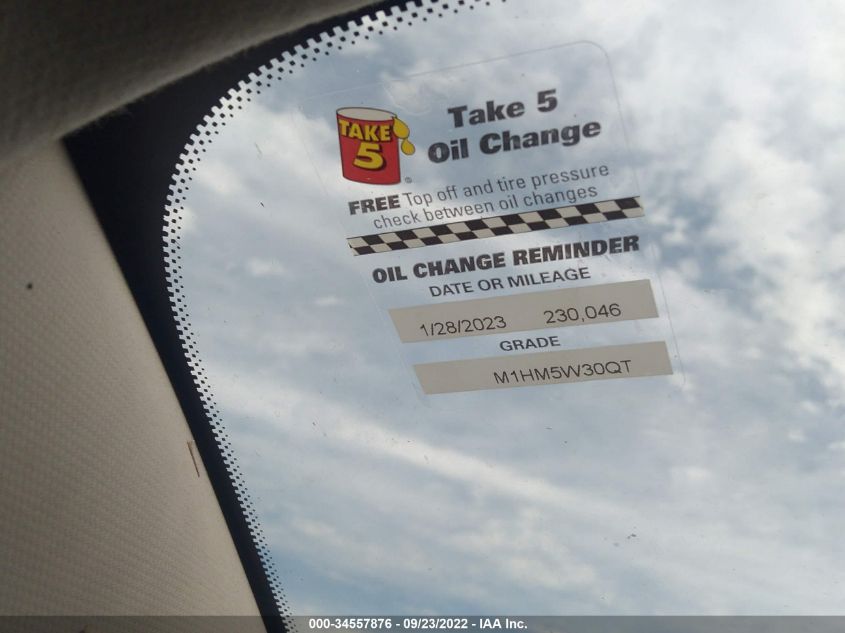 TAKE
5
®
Take 5
Oil Change
FREE Top off and tire pressure
check between oil changes
OIL CHANGE REMINDER
DATE OR MILEAGE
1/28/2023 230,046
GRADE
M1HM5W30QT
000-34557876 - 09/23/2022 - IAA Inc.